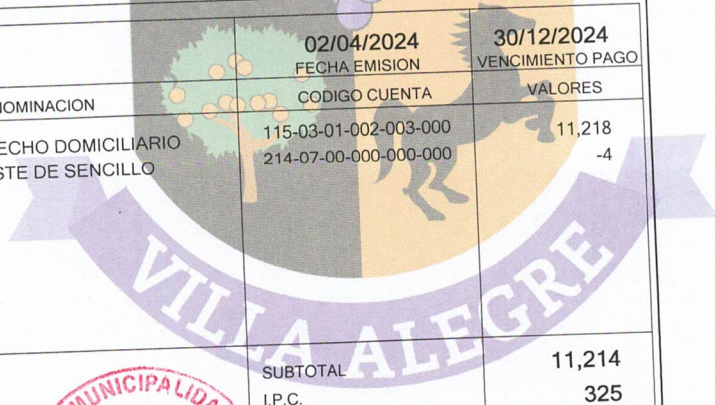 02/04/2024 30/12/2024
FECHA EMISION VENCIMIENTO PAGO
NOMINACION CODIGO CUENTA VALORES
ECHO DOMICILIARIO 115-03-01-002-003-000 11,218
STE DE SENCILLO 214-07-00-000-000-000 -4
VILLA ALEGRE
SUBTOTAL 11,214
I.P.C. 325
MUNICIPALIDA